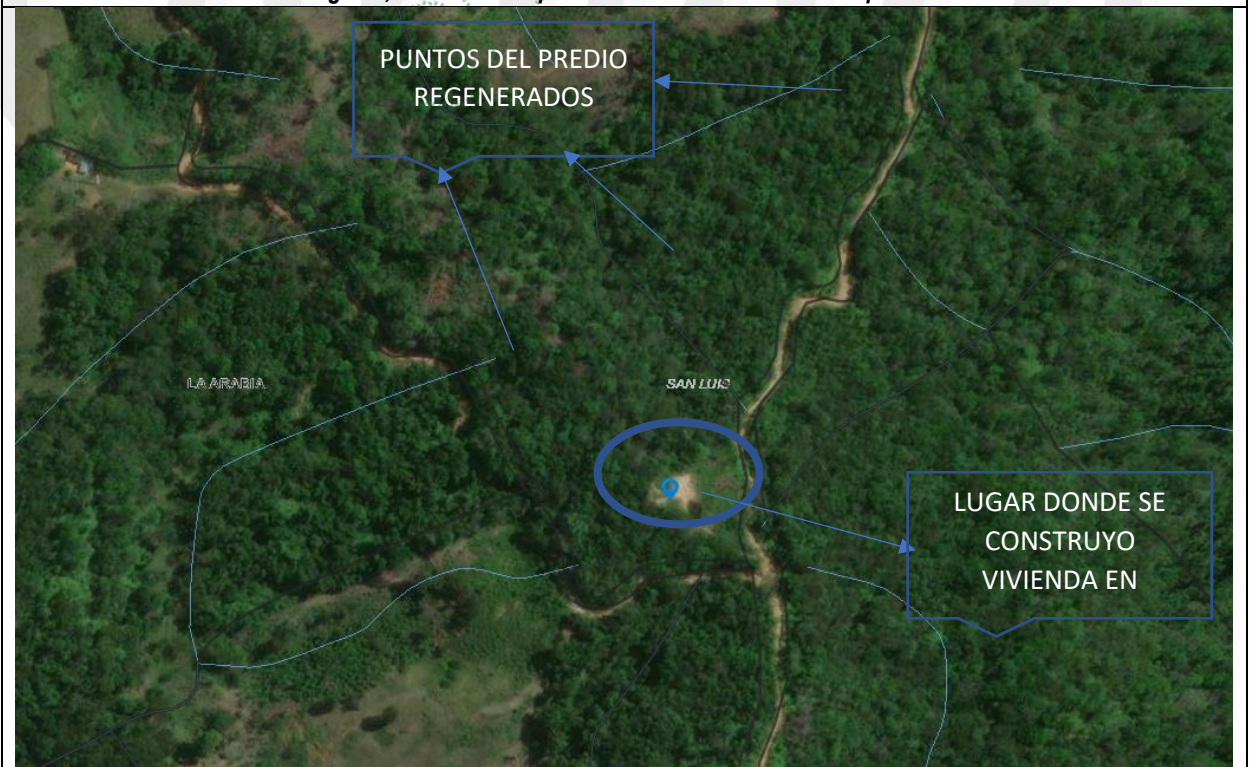 PUNTOS DEL PREDIO
REGENERADOS
LA ARABIA
SAN LUIS
LUGAR DONDE SE
CONSTRUYO
VIVIENDA EN